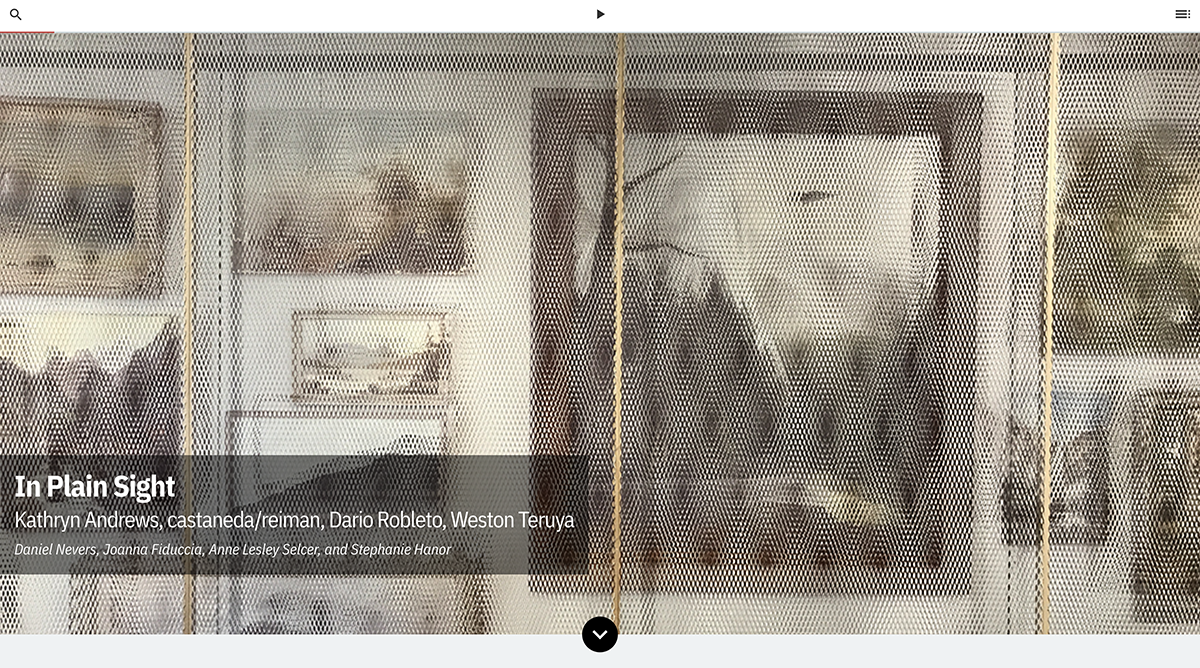 In Plain Sight
Kathryn Andrews, castaneda/reiman, Dario Robleto, Weston Teruya
Daniel Nevers, Joanna Fiduccia, Anne Lesley Selcer, and Stephanie Hanor